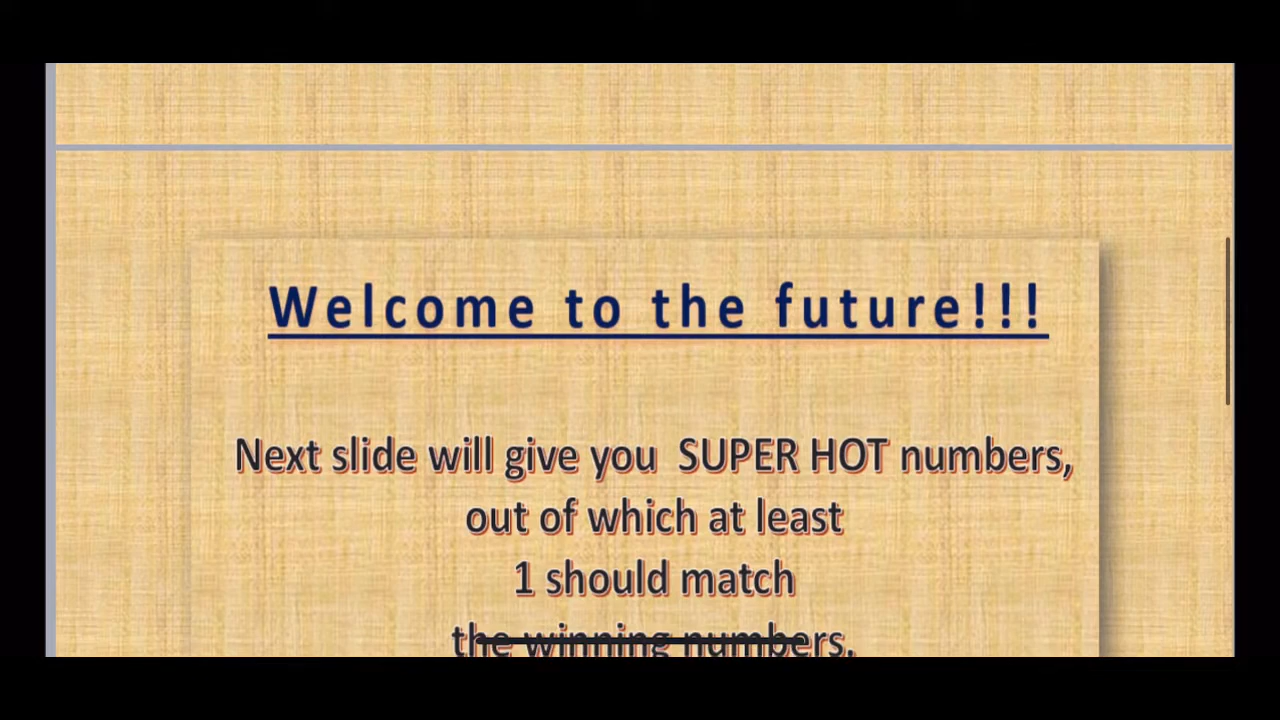 Welcome to the future!!!
Next slide will give you SUPER HOT numbers,
out of which at least
1 should match
the winning numbers.